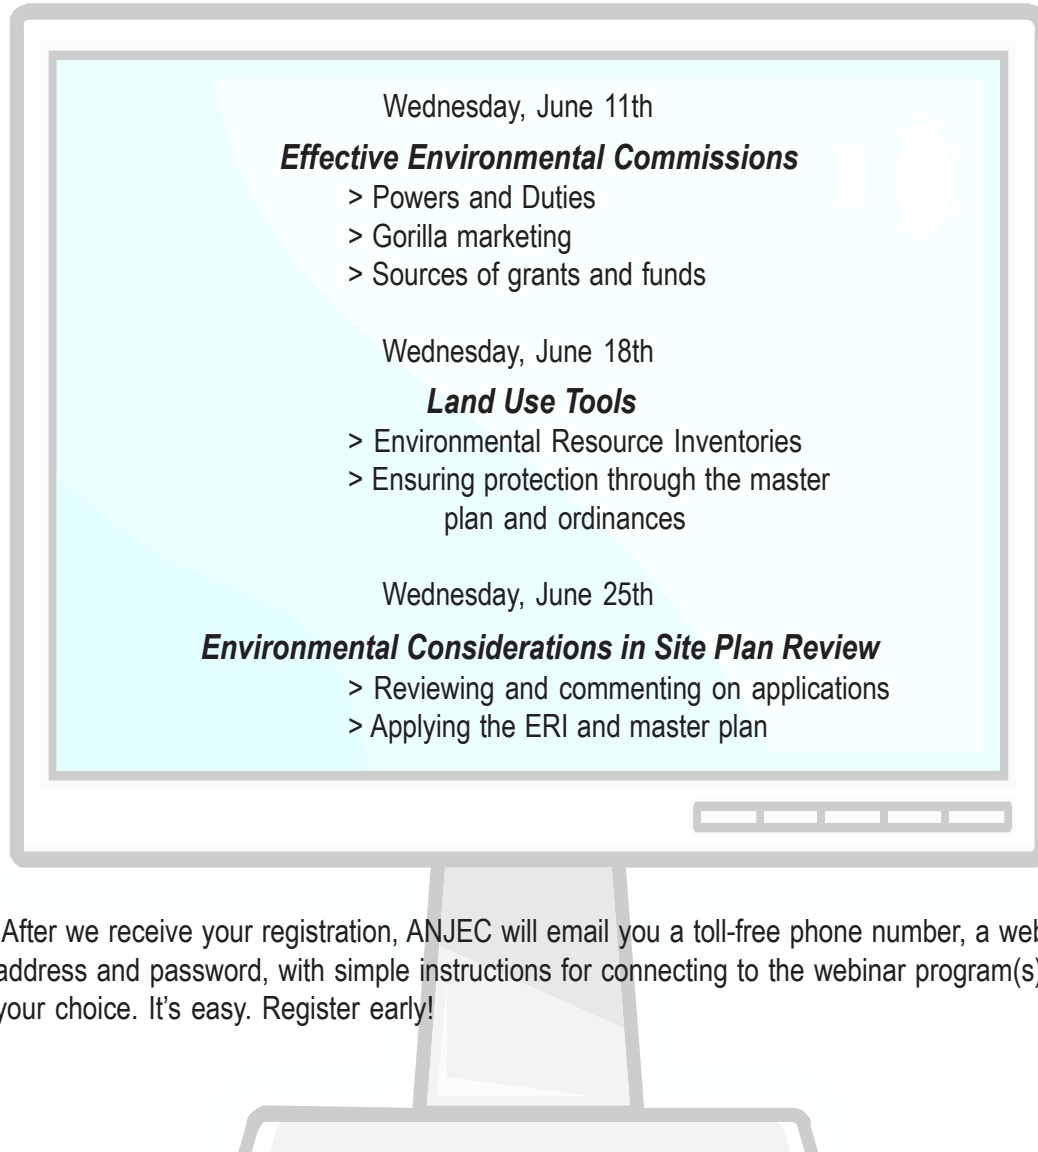 Wednesday, June 11th
Effective Environmental Commissions
> Powers and Duties
> Gorilla marketing
> Sources of grants and funds
Wednesday, June 18th
Land Use Tools
> Environmental Resource Inventories
> Ensuring protection through the master
plan and ordinances
Wednesday, June 25th
Environmental Considerations in Site Plan Review
> Reviewing and commenting on applications
> Applying the ERI and master plan
After we receive your registration, ANJEC will email you a toll-free phone number, a web
address and password, with simple instructions for connecting to the webinar program(s)
your choice. It's easy. Register early!